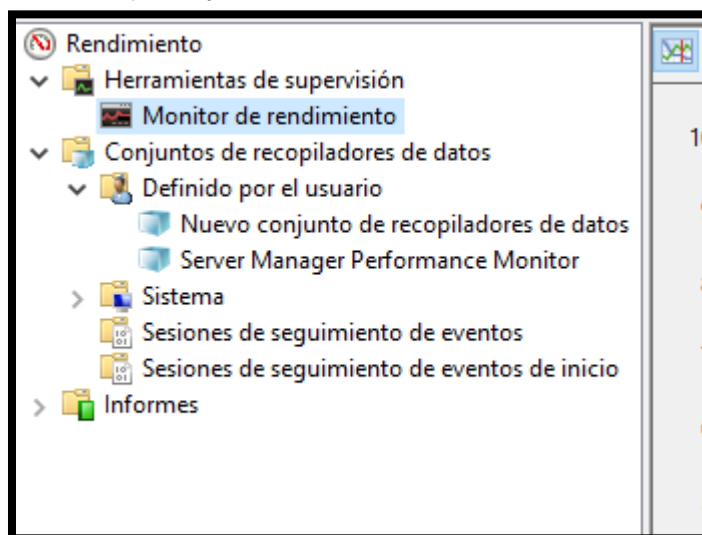 Rendimiento
Herramientas de supervisión
Monitor de rendimiento
Conjuntos de recopiladores de datos
Definido por el usuario
Nuevo conjunto de recopiladores de datos
Server Manager Performance Monitor
Sistema
Sesiones de seguimiento de eventos
Sesiones de seguimiento de eventos de inicio
Informes